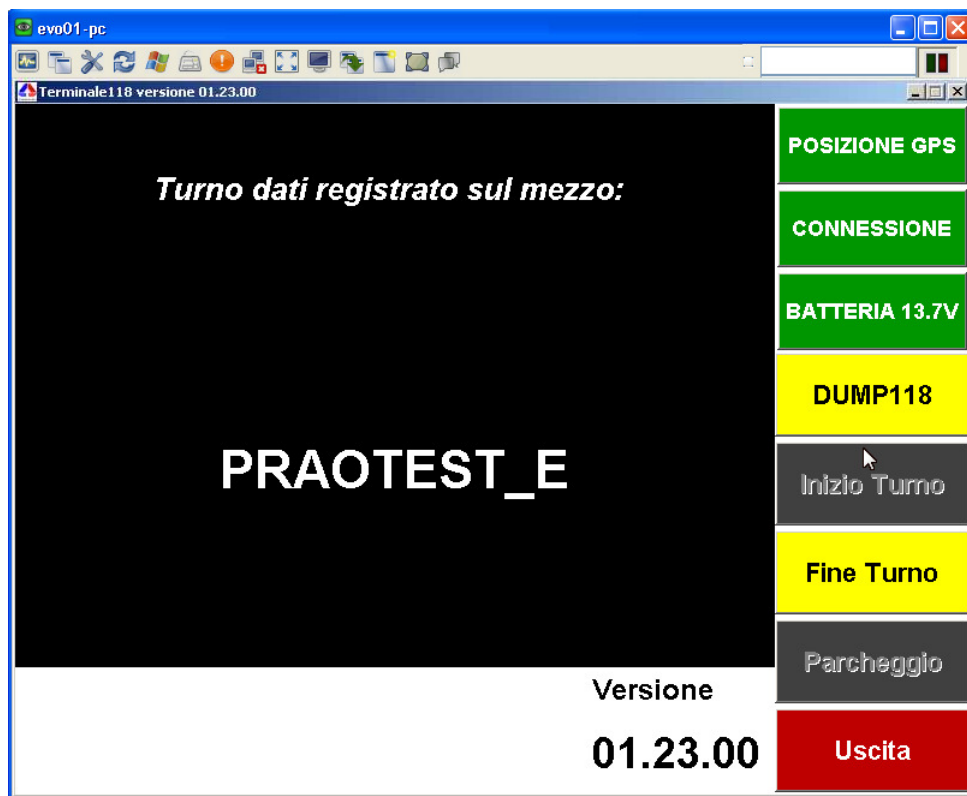 evo01-pc
Terminale118 versione 01.23.00
Turno dati registrato sul mezzo:
PRAOTEST_E
Versione
01.23.00
POSIZIONE GPS
CONNESSIONE
BATTERIA 13.7V
DUMP118
Inizio Turno
Fine Turno
Parcheggio
Uscita